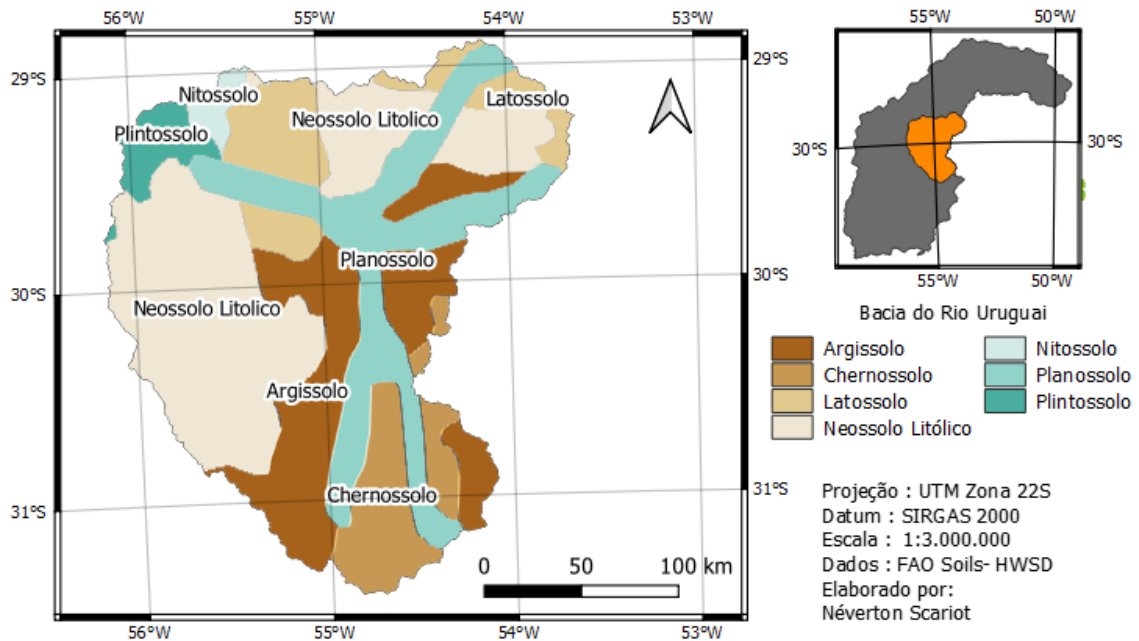 56°W 55°W 54°W 53°W
29°S
30°S
31°S
29°S
30°S
31°S
56°W 55°W 54°W 53°W
Nitossolo
Plintossolo
Neossolo Litolico
Latossolo
Planossolo
Neossolo Litolico
Argissolo
Chernossolo
0 50 100 km
55°W 50°W
30°S
30°S
55°W 50°W
Bacia do Rio Uruguai
Argissolo
Chernossolo
Latossolo
Neossolo Litólico
Nitossolo
Planossolo
Plintossolo
Projeção : UTM Zona 22S
Datum : SIRGAS 2000
Escala : 1:3.000.000
Dados : FAO Soils- HWSD
Elaborado por:
Néverton Scariot